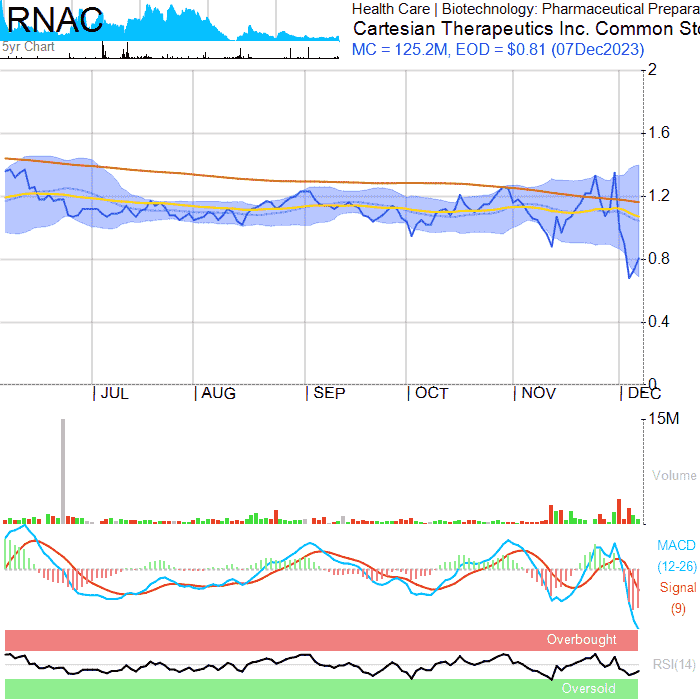 RNAC
5yr Chart
Health Care | Biotechnology: Pharmaceutical Prepara
Cartesian Therapeutics Inc. Common Sto
MC = 125.2M, EOD = $0.81 (07Dec2023)
2
1.6
1.2
0.8
0.4
0
| JUL | AUG | SEP | OCT | NOV | DEC
15M
Volume
MACD
(12-26)
Signal
(9)
Overbought
RSI(14)
Oversold